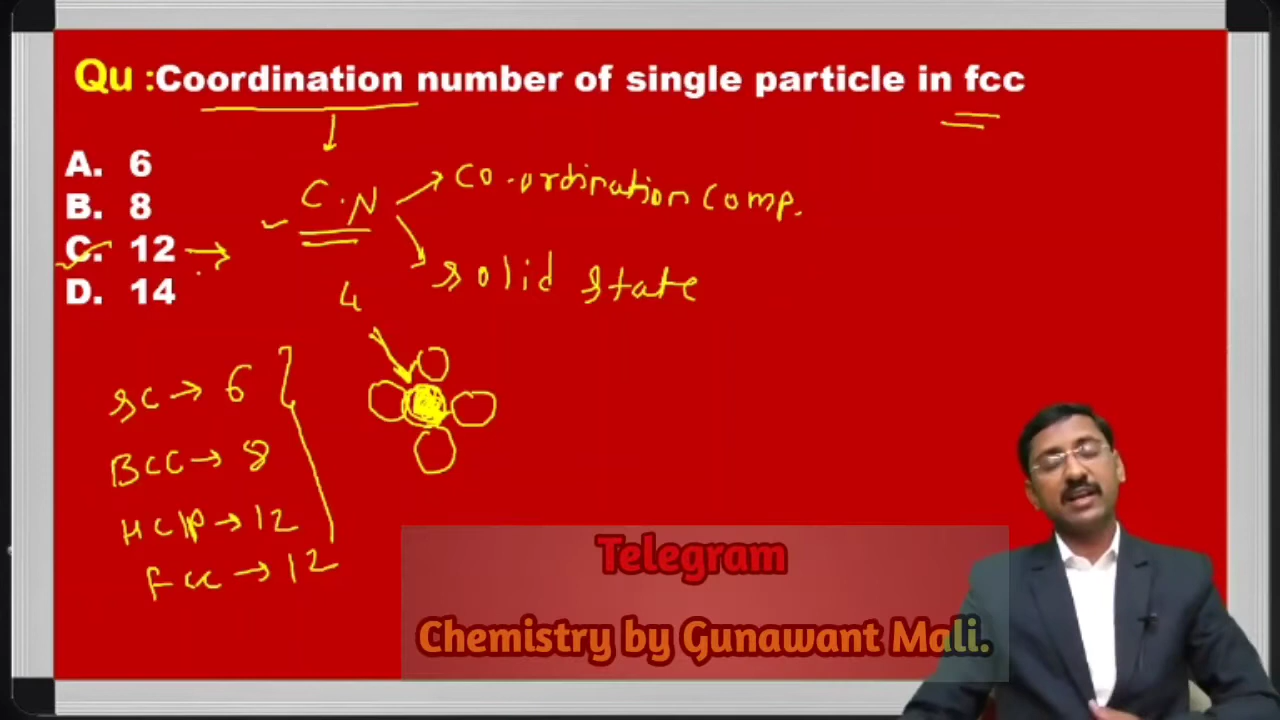 Qu :Coordination number of single particle in fcc
A. 6
B. 8
C. 12
D. 14
C.N
co-ordination comp.
solid state
4
SC→ 6
BCC→ 8
HCP→12
Fcc→12
Telegram
Chemistry by Gunawant Mali.